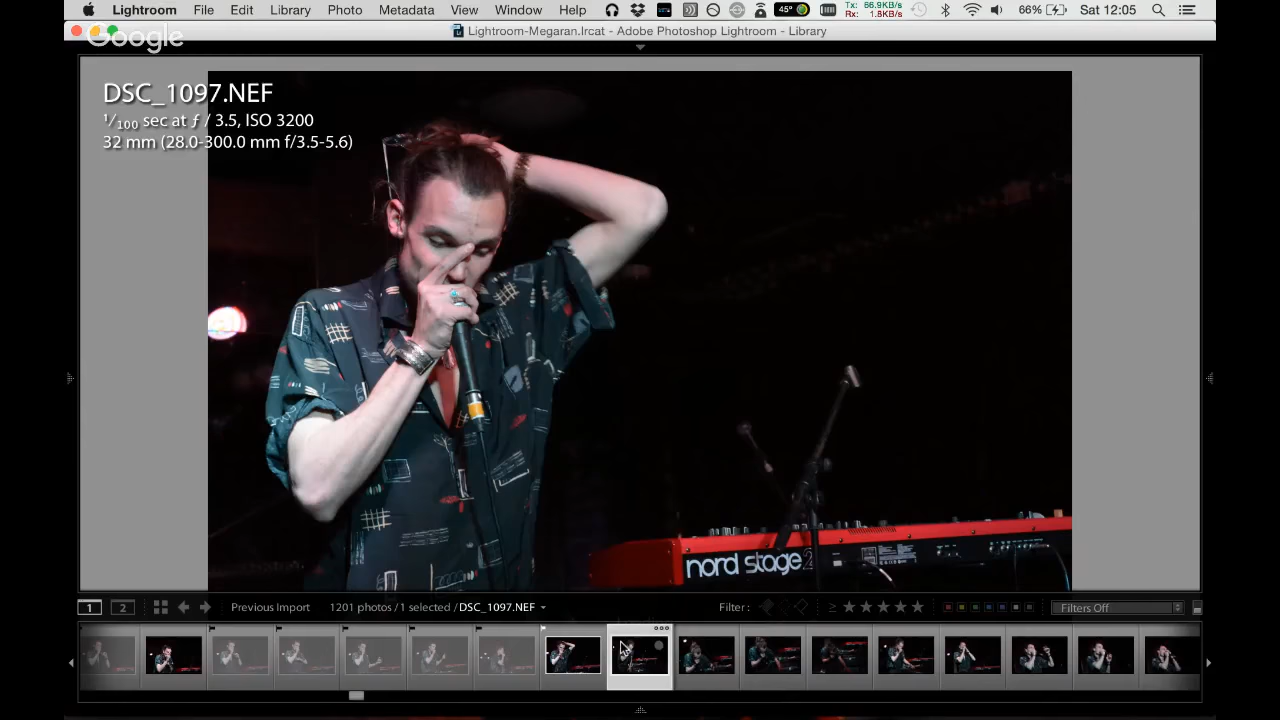 Lightroom File Edit Library Photo Metadata View Window Help 45° Tx: 66.9KB/s Rx: 1.8KB/s 66% Sat 12:05
Google
Lightroom-Megaran.lrcat - Adobe Photoshop Lightroom - Library
DSC_1097.NEF
1/100 sec at ƒ / 3.5, ISO 3200
32 mm (28.0-300.0 mm f/3.5-5.6)
nord stage 2
1 2 Previous Import 1201 photos / 1 selected / DSC_1097.NEF Filter : ≥ ★★★★★ Filters Off